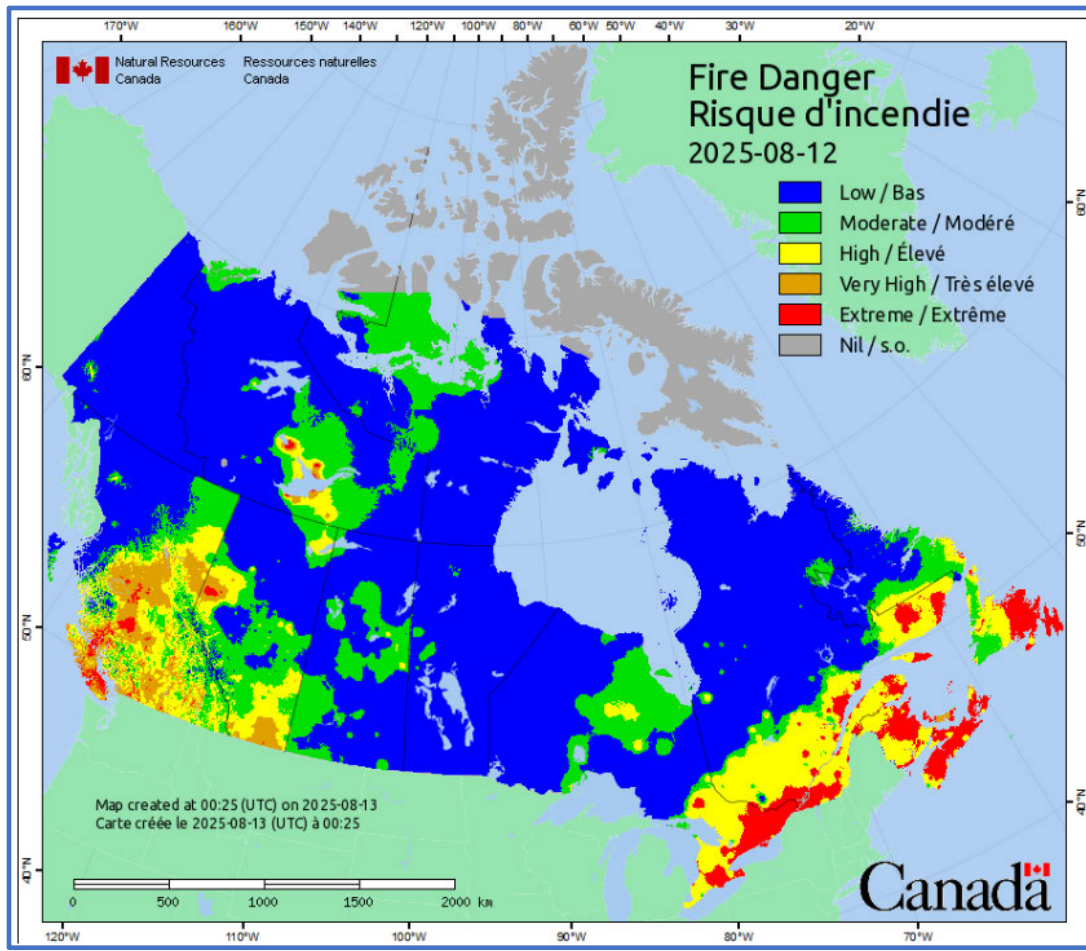 170°W 160°W 150°W 140°W 130°W 120°W 110°W 100°W 90°W 80°W 70°W 60°W 50°W 40°W 30°W 20°W
Natural Resources Canada
Ressources naturelles Canada
Fire Danger
Risque d'incendie
2025-08-12
Low / Bas
Moderate / Modéré
High / Élevé
Very High / Très élevé
Extreme / Extrême
Nil / s.o.
60°N
60°N
60°N
50°N
50°N
40°N
40°N
Map created at 00:25 (UTC) on 2025-08-13
Carte créée le 2025-08-13 (UTC) à 00:25
0 500 1000 1500 2000 km
Canada
120°W 110°W 100°W 90°W 80°W 70°W